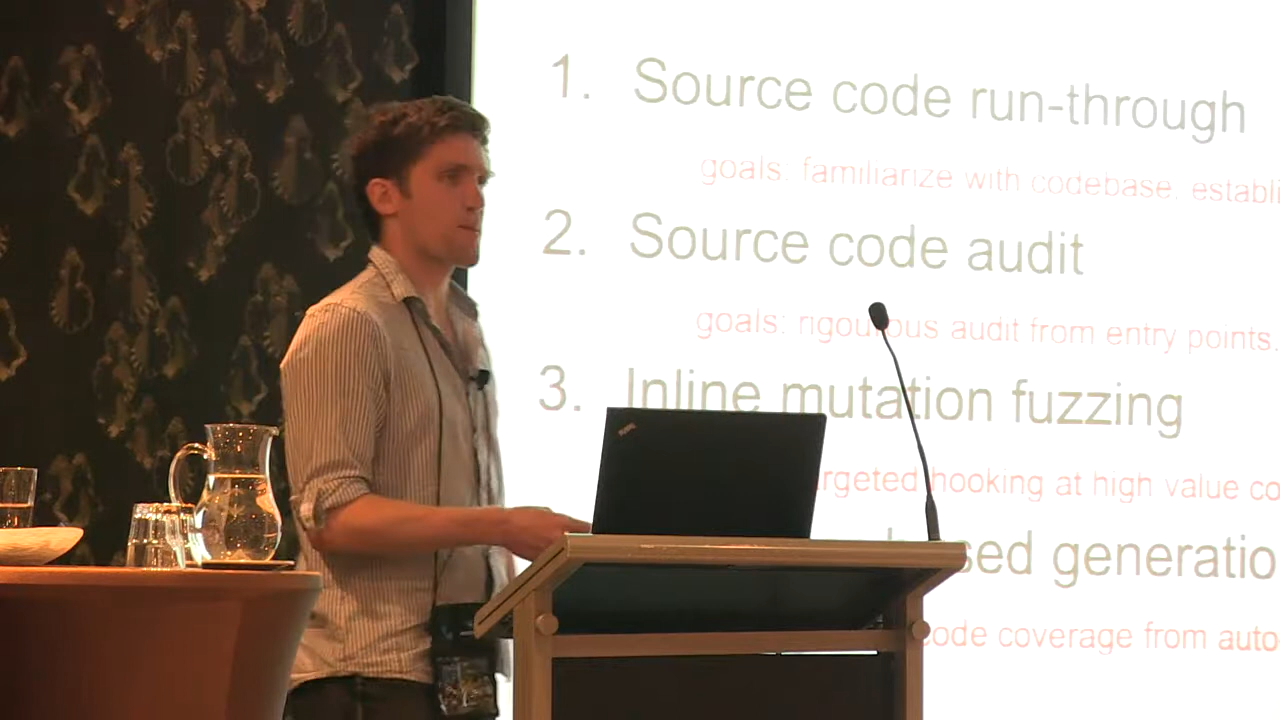 1. Source code run-through
goals: familiarize with codebase, establi
2. Source code audit
goals: rigourous audit from entry points.
3. Inline mutation fuzzing
rgeted hooking at high value co
sed generatio
code coverage from auto-